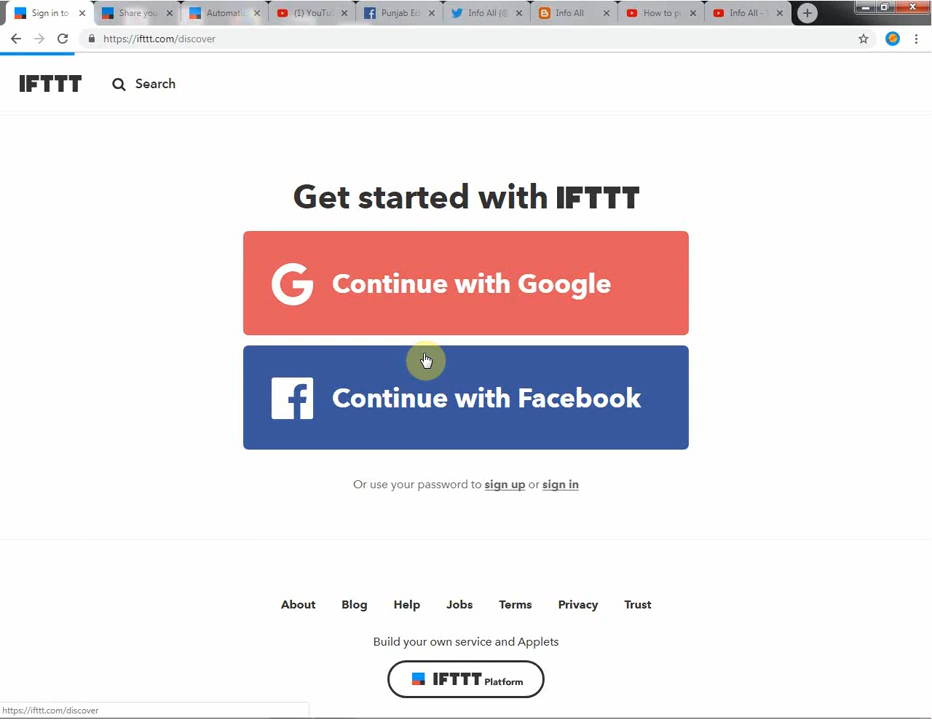 Sign in to
Share you
Automatic
(1) YouTu
Punjab Ed
Info All (@
Info All
How to p
Info All -
https://ifttt.com/discover
IFTTT
Search
Get started with IFTTT
Continue with Google
Continue with Facebook
Or use your password to sign up or sign in
About Blog Help Jobs Terms Privacy Trust
Build your own service and Applets
IFTTT Platform
https://ifttt.com/discover